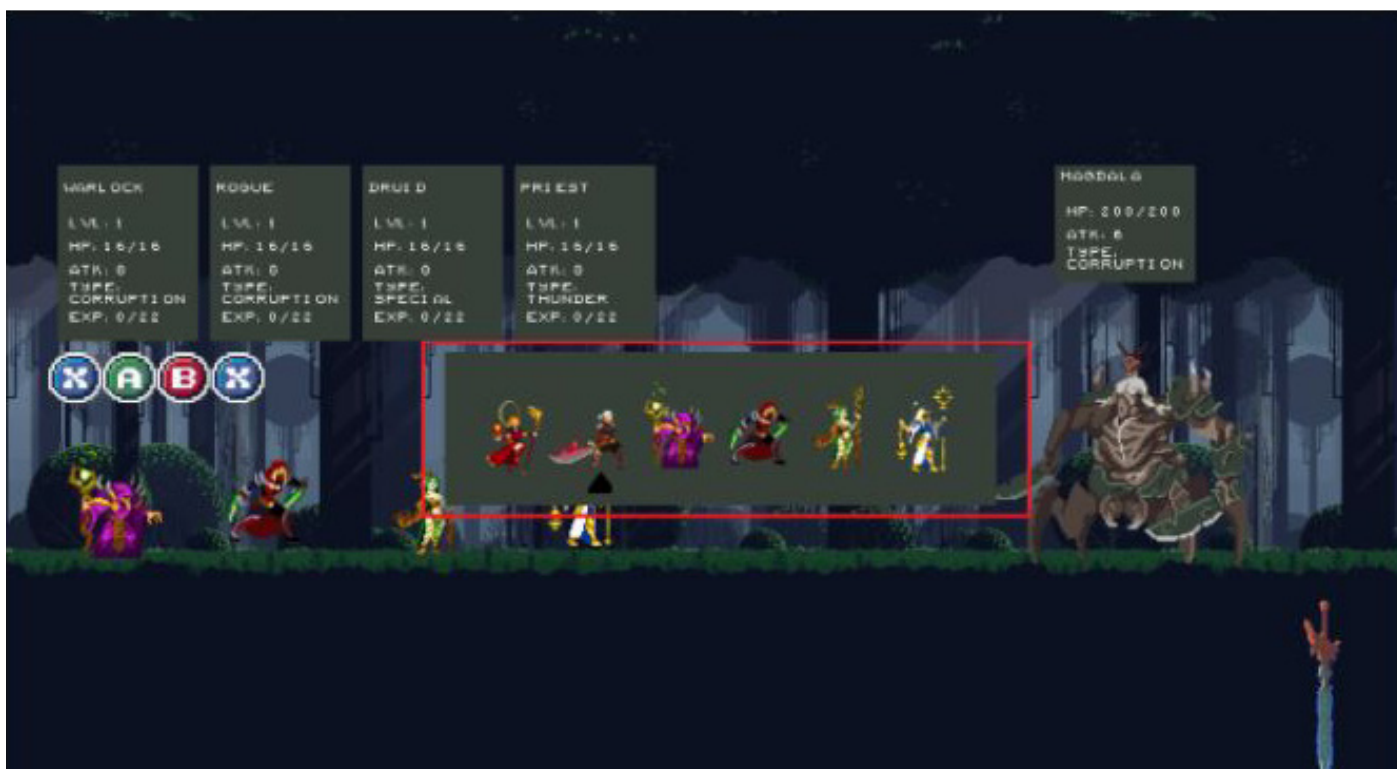 WARLOCK
LVL: 1
HP: 16/16
ATK: 8
TYPE:
CORRUPTION
EXP: 0/22
ROGUE
LVL: 1
HP: 16/16
ATK: 8
TYPE:
CORRUPTION
EXP: 0/22
DRUID
LVL: 1
HP: 16/16
ATK: 8
TYPE:
SPECIAL
EXP: 0/22
PRIEST
LVL: 1
HP: 16/16
ATK: 8
TYPE:
THUNDER
EXP: 0/22
MAGDALA
HP: 200/200
ATK: 6
TYPE:
CORRUPTION
X A B X